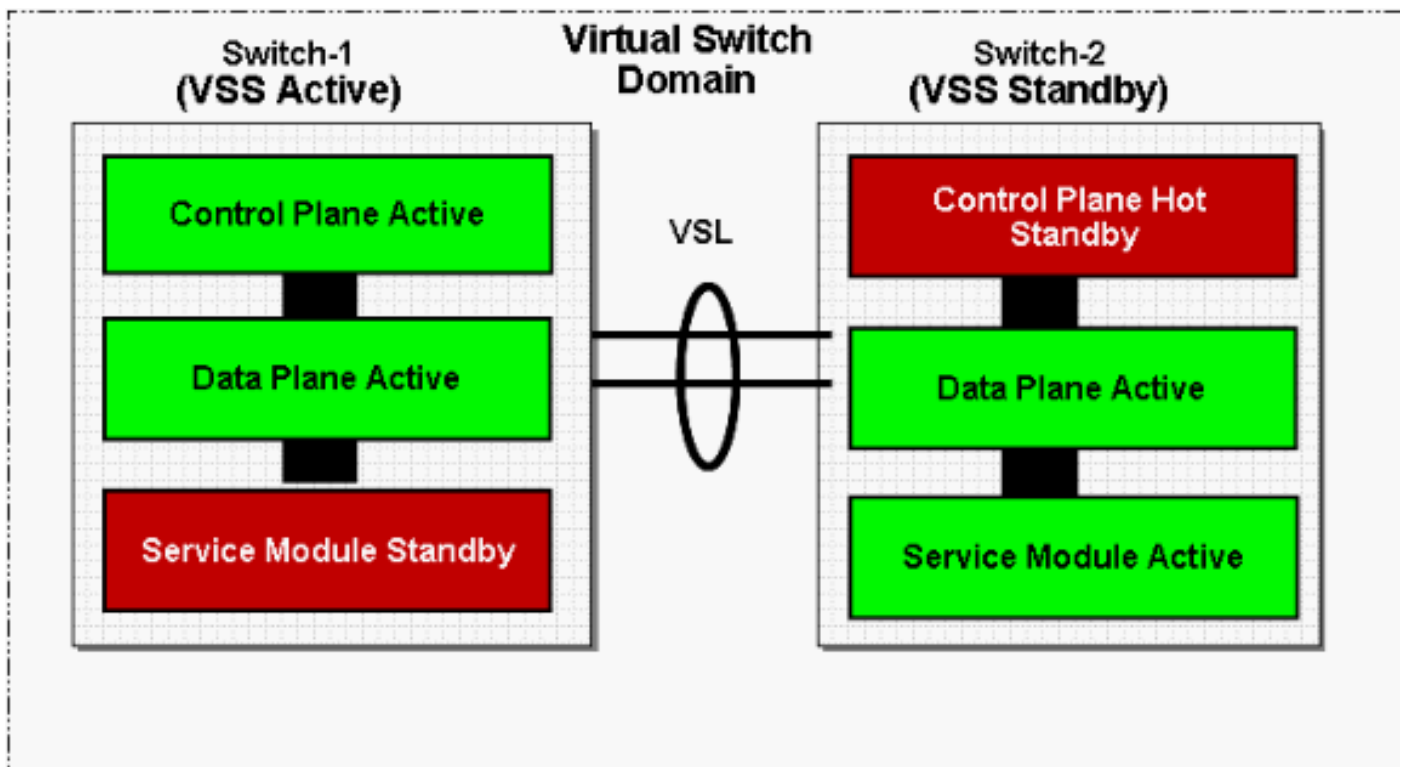 Switch-1
(VSS Active)
Virtual Switch
Domain
Switch-2
(VSS Standby)
Control Plane Active
Data Plane Active
Service Module Standby
VSL
Control Plane Hot
Standby
Data Plane Active
Service Module Active